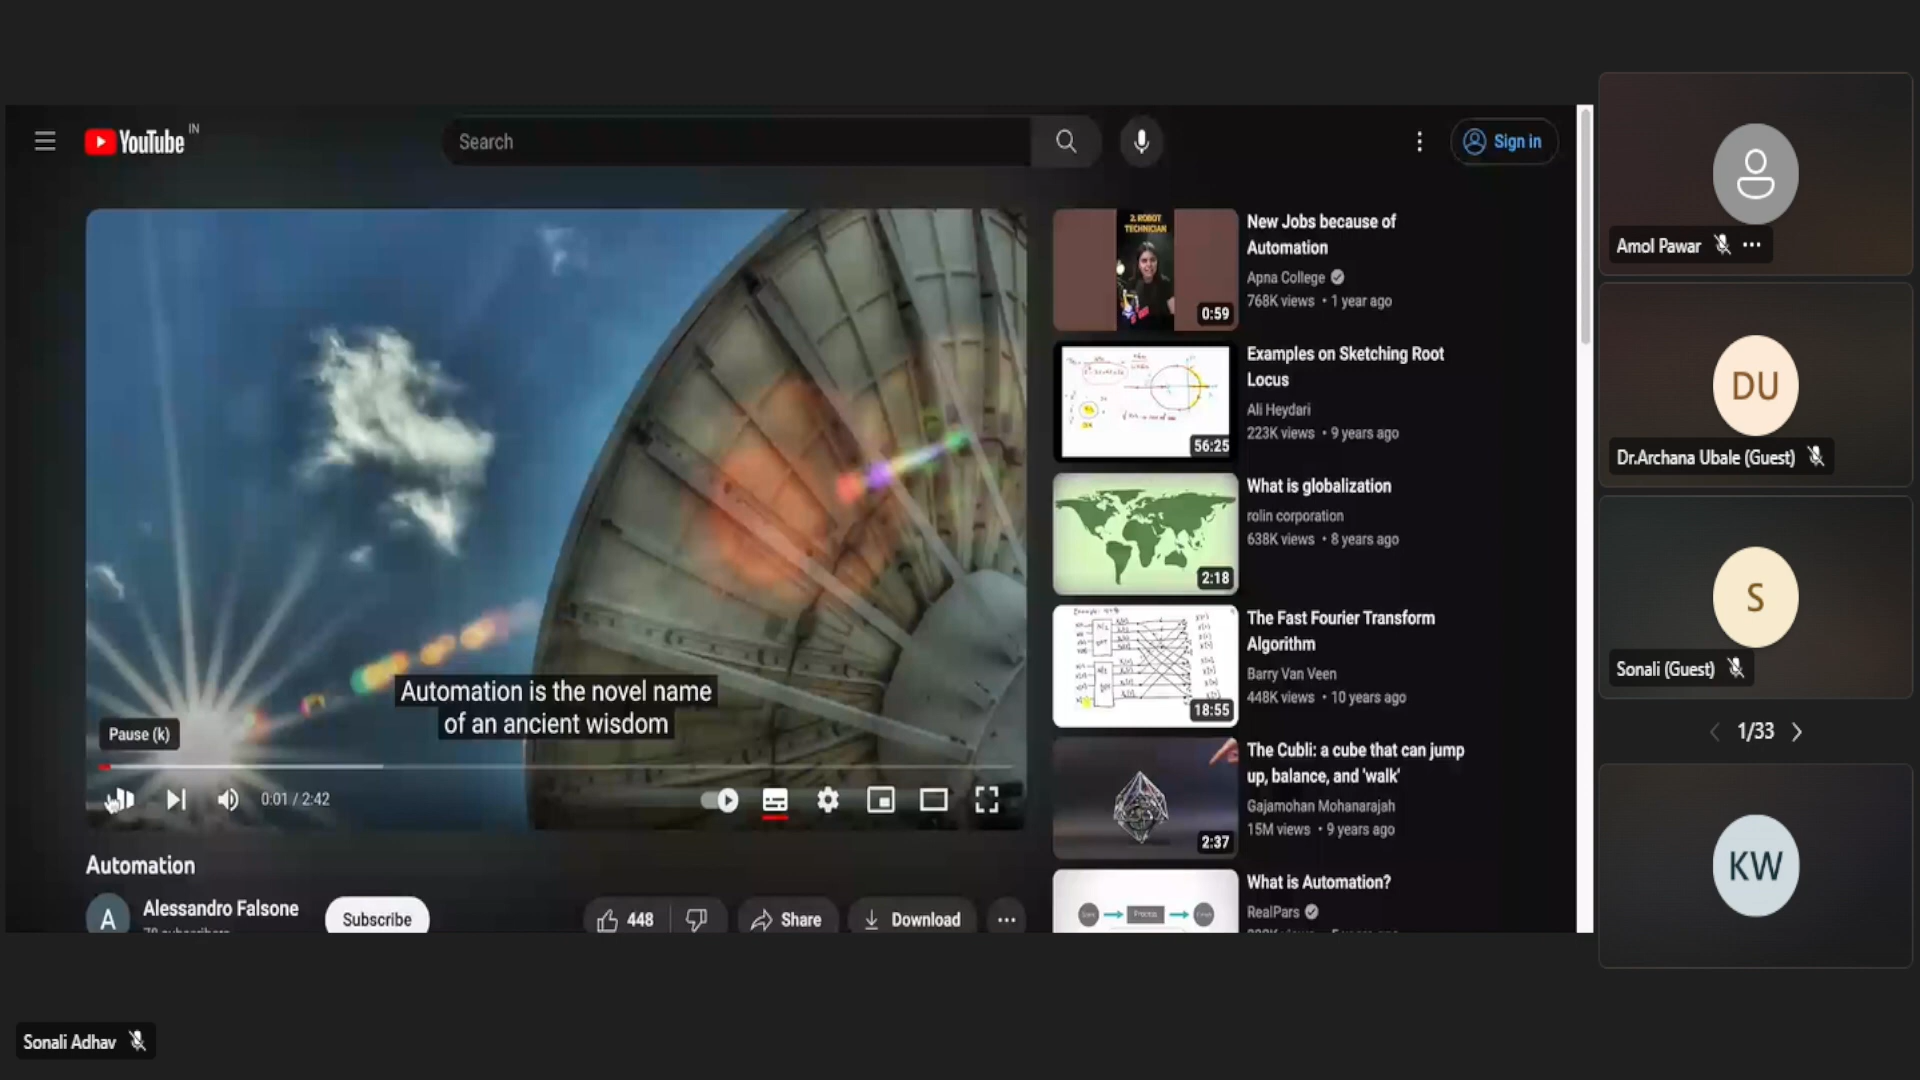 YouTube IN
Search
Sign in
Automation is the novel name
of an ancient wisdom
Pause (k)
0:01 / 2:42
Automation
A
Alessandro Falsone
Subscribe
448
Share
Download
2. ROBOT
TECHNICIAN
0:59
New Jobs because of
Automation
Apna College
768K views • 1 year ago
56:25
Examples on Sketching Root
Locus
Ali Heydari
223K views • 9 years ago
2:18
What is globalization
rolin corporation
638K views • 8 years ago
18:55
The Fast Fourier Transform
Algorithm
Barry Van Veen
448K views • 10 years ago
2:37
The Cubli: a cube that can jump
up, balance, and 'walk'
Gajamohan Mohanarajah
15M views • 9 years ago
Process
What is Automation?
RealPars
Amol Pawar
DU
Dr.Archana Ubale (Guest)
S
Sonali (Guest)
1/33
KW
Sonali Adhav